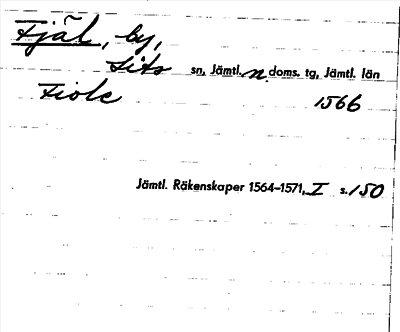 Fjäl, by,
Lits sn, Jämtl. n. doms. tg, Jämtl. län
Fiole 1566
Jämtl. Räkenskaper 1564–1571, I s. 150